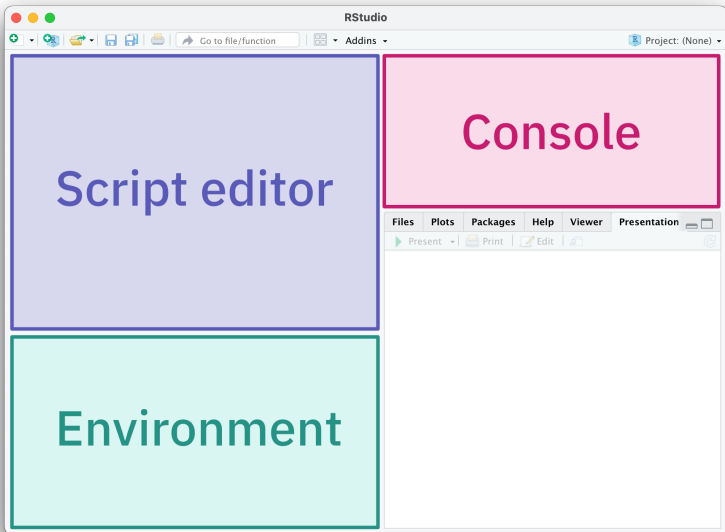 RStudio
Go to file/function
Addins
Project: (None)
Script editor
Console
Files Plots Packages Help Viewer Presentation
Present Print Edit
Environment